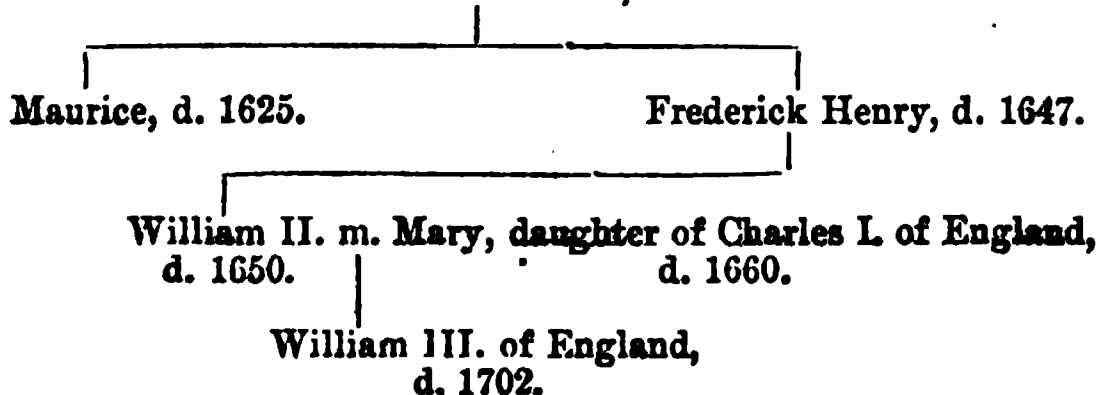 Maurice, d. 1625. Frederick Henry, d. 1647.
William II. m. Mary, daughter of Charles I. of England,
d. 1650. d. 1660.
William III. of England,
d. 1702.